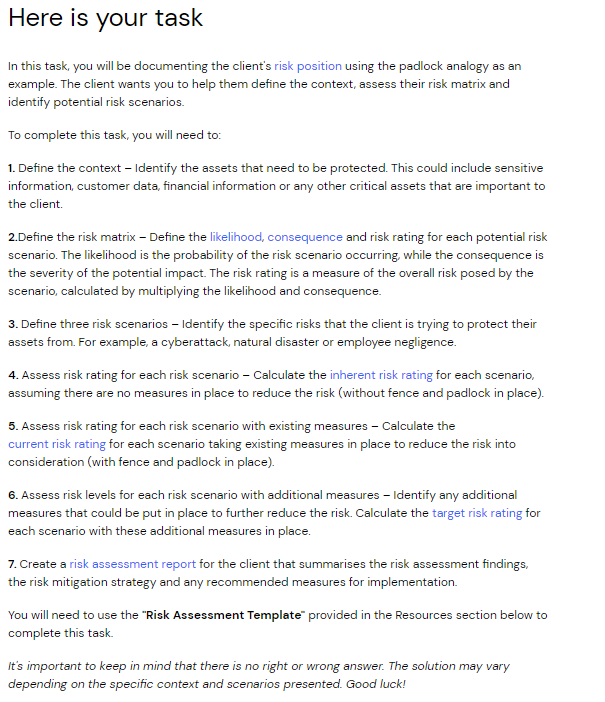 Here is your task
In this task, you will be documenting the client's risk position using the padlock analogy as an
example. The client wants you to help them define the context, assess their risk matrix and
identify potential risk scenarios.
To complete this task, you will need to:
1. Define the context – Identify the assets that need to be protected. This could include sensitive
information, customer data, financial information or any other critical assets that are important to
the client.
2.Define the risk matrix – Define the likelihood, consequence and risk rating for each potential risk
scenario. The likelihood is the probability of the risk scenario occurring, while the consequence is
the severity of the potential impact. The risk rating is a measure of the overall risk posed by the
scenario, calculated by multiplying the likelihood and consequence.
3. Define three risk scenarios – Identify the specific risks that the client is trying to protect their
assets from. For example, a cyberattack, natural disaster or employee negligence.
4. Assess risk rating for each risk scenario – Calculate the inherent risk rating for each scenario,
assuming there are no measures in place to reduce the risk (without fence and padlock in place).
5. Assess risk rating for each risk scenario with existing measures – Calculate the
current risk rating for each scenario taking existing measures in place to reduce the risk into
consideration (with fence and padlock in place).
6. Assess risk levels for each risk scenario with additional measures – Identify any additional
measures that could be put in place to further reduce the risk. Calculate the target risk rating for
each scenario with these additional measures in place.
7. Create a risk assessment report for the client that summarises the risk assessment findings,
the risk mitigation strategy and any recommended measures for implementation.
You will need to use the "Risk Assessment Template" provided in the Resources section below to
complete this task.
It's important to keep in mind that there is no right or wrong answer. The solution may vary
depending on the specific context and scenarios presented. Good luck!